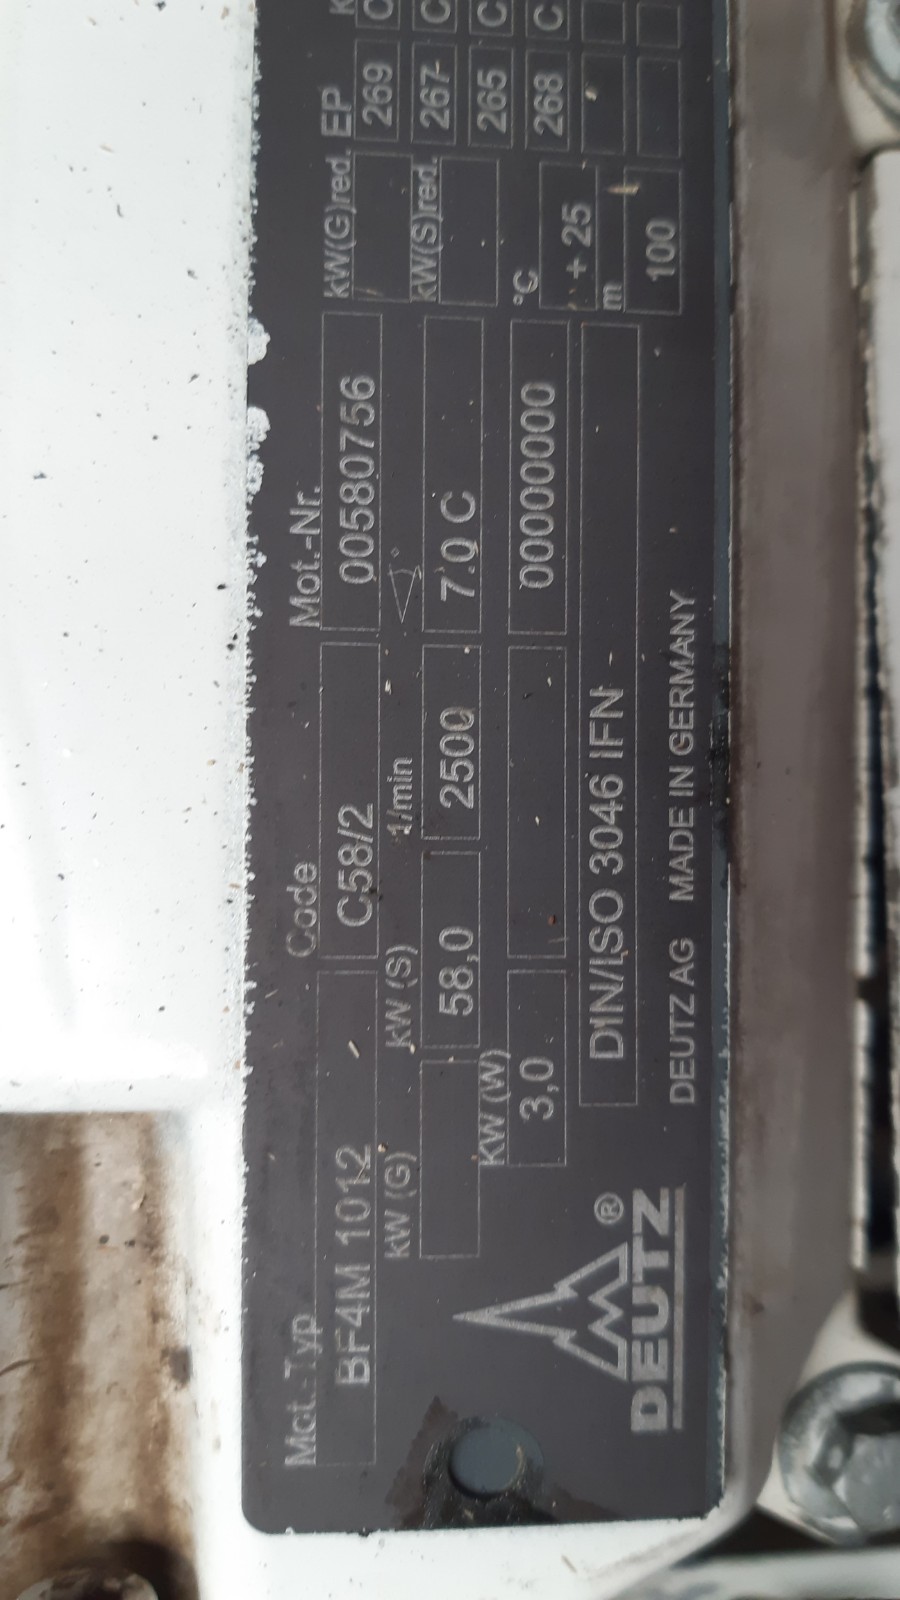 Mot.-Typ Code Mot.-Nr. kW(G)red. EP
BF4M 1012 C58/2 00580756 269 C
kW (G) kW (S) 1/min ° kW(S)red. 267 C
58,0 2500 7.0 C 265 C
KW (W) °C
3,0 00000000 +25 268 C
DIN/ISO 3046 IFN m
100
DEUTZ AG MADE IN GERMANY
DEUTZ®